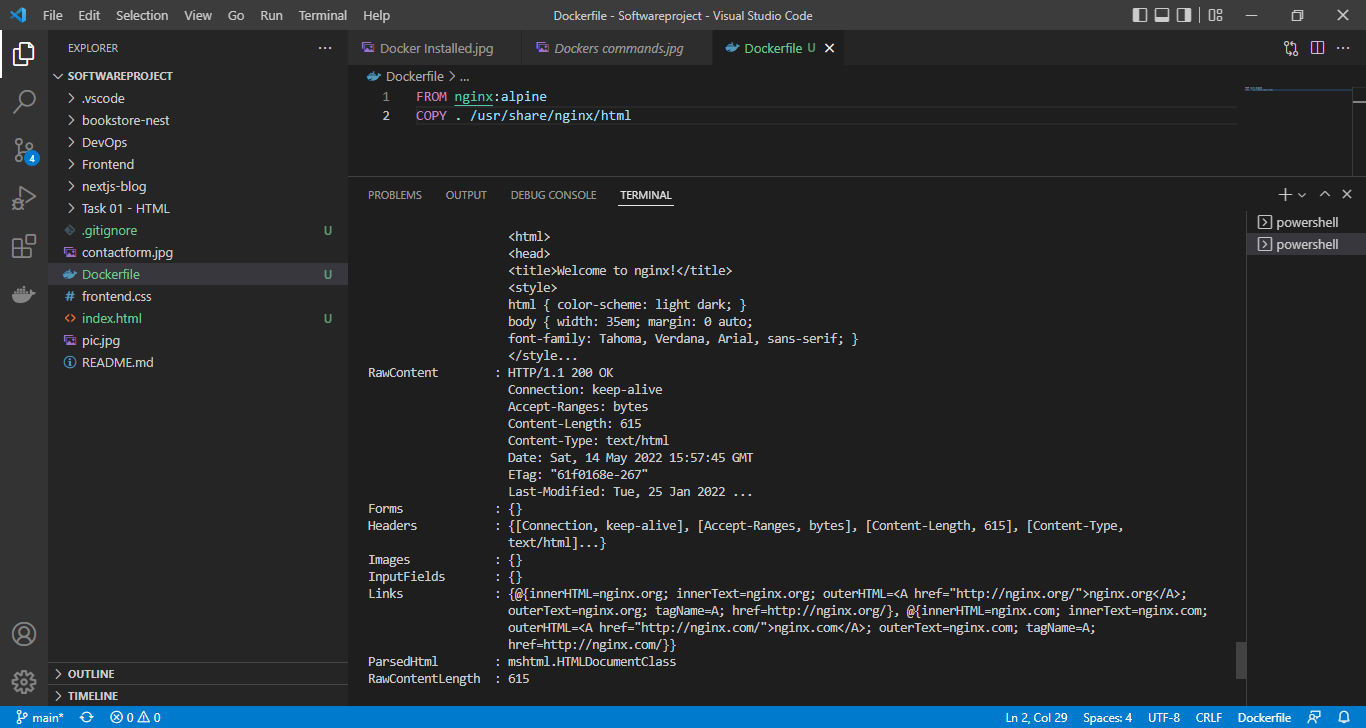 File Edit Selection View Go Run Terminal Help
Dockerfile - Softwareproject - Visual Studio Code
EXPLORER
SOFTWAREPROJECT
.vscode
bookstore-nest
DevOps
Frontend
nextjs-blog
Task 01 - HTML
.gitignore U
contactform.jpg
Dockerfile U
frontend.css
index.html U
pic.jpg
README.md
OUTLINE
TIMELINE
4
Docker Installed.jpg
Dockers commands.jpg
Dockerfile U
Dockerfile > ...
1 FROM nginx:alpine
2 COPY . /usr/share/nginx/html
PROBLEMS OUTPUT DEBUG CONSOLE TERMINAL
powershell
powershell
<html>
<head>
<title>Welcome to nginx!</title>
<style>
html { color-scheme: light dark; }
body { width: 35em; margin: 0 auto;
font-family: Tahoma, Verdana, Arial, sans-serif; }
</style...
RawContent : HTTP/1.1 200 OK
Connection: keep-alive
Accept-Ranges: bytes
Content-Length: 615
Content-Type: text/html
Date: Sat, 14 May 2022 15:57:45 GMT
ETag: "61f0168e-267"
Last-Modified: Tue, 25 Jan 2022 ...
Forms : {}
Headers : {[Connection, keep-alive], [Accept-Ranges, bytes], [Content-Length, 615], [Content-Type,
text/html]...}
Images : {}
InputFields : {}
Links : {@{innerHTML=nginx.org; innerText=nginx.org; outerHTML=<A href="http://nginx.org/">nginx.org</A>;
outerText=nginx.org; tagName=A; href=http://nginx.org/}, @{innerHTML=nginx.com; innerText=nginx.com;
outerHTML=<A href="http://nginx.com/">nginx.com</A>; outerText=nginx.com; tagName=A;
href=http://nginx.com/}}
ParsedHtml : mshtml.HTMLDocumentClass
RawContentLength : 615
main* 0 0
Ln 2, Col 29 Spaces: 4 UTF-8 CRLF Dockerfile